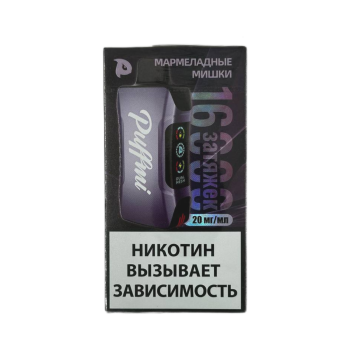 МАРМЕЛАДНЫЕ
МИШКИ
Puffmi
16000
затяжек
20 мг/мл
НИКОТИН
ВЫЗЫВАЕТ
ЗАВИСИМОСТЬ